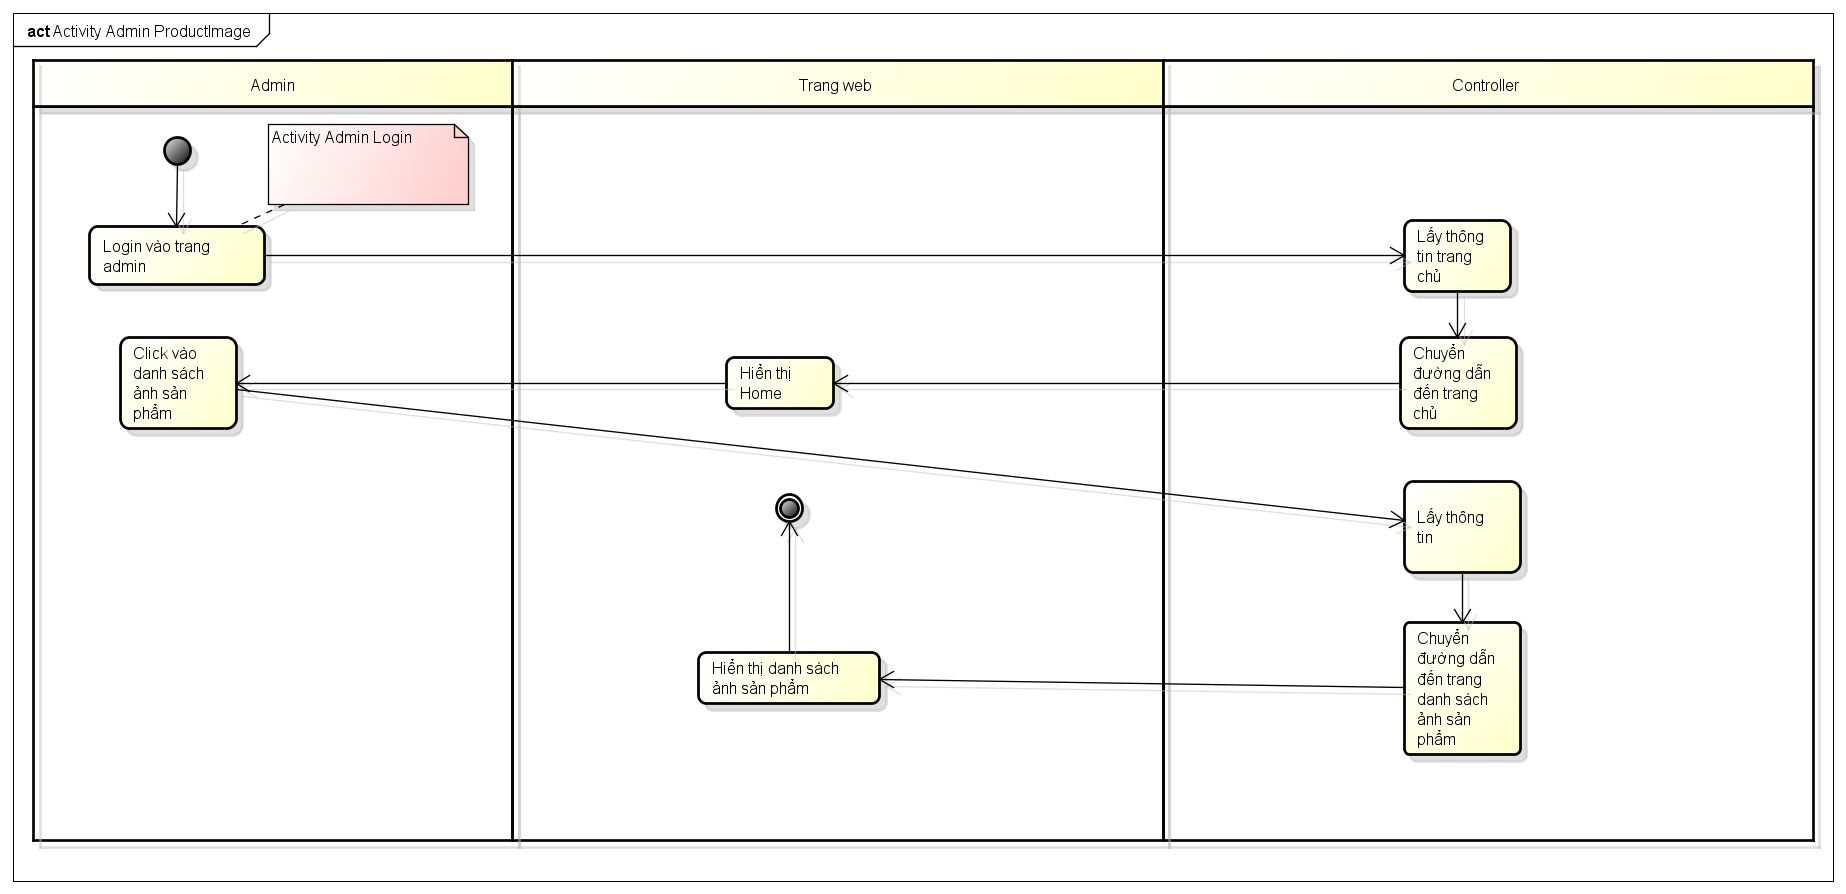 act Activity Admin ProductImage
Admin
Trang web
Controller
Activity Admin Login
Login vào trang
admin
Lấy thông
tin trang
chủ
Click vào
danh sách
ảnh sản
phẩm
Hiển thị
Home
Chuyển
đường dẫn
đến trang
chủ
Lấy thông
tin
Hiển thị danh sách
ảnh sản phẩm
Chuyển
đường dẫn
đến trang
danh sách
ảnh sản
phẩm